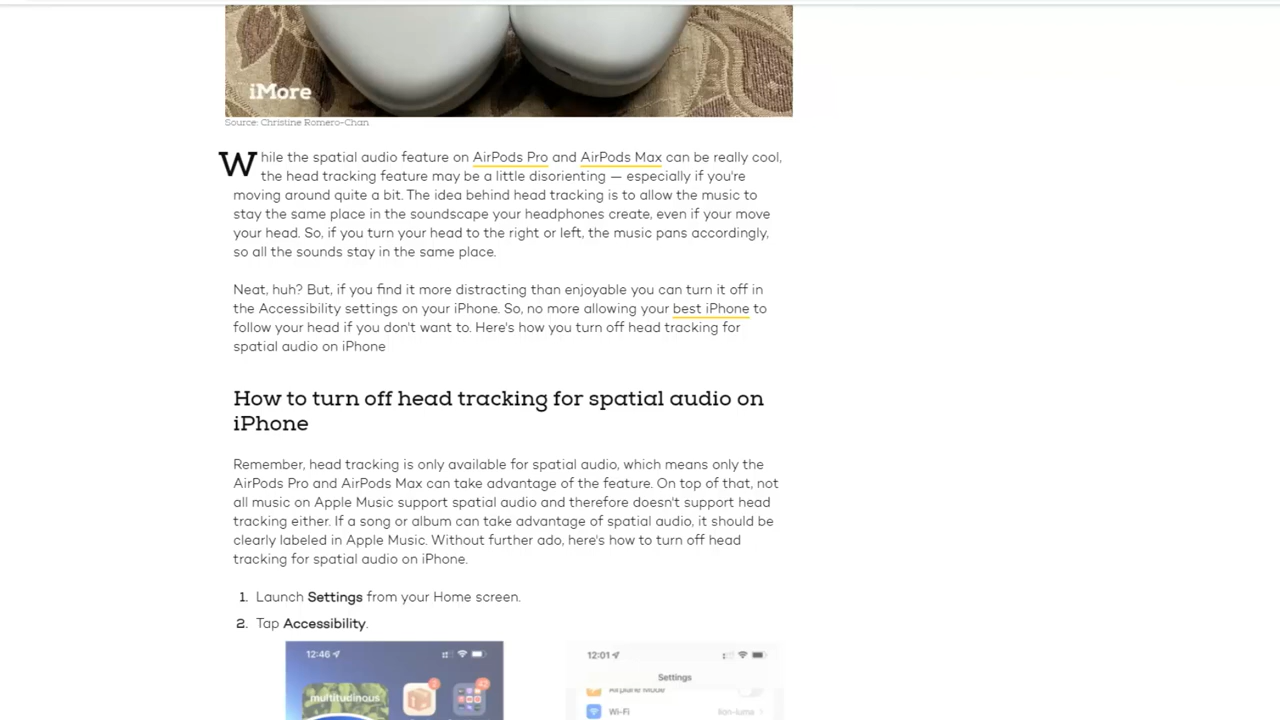 iMore
Source: Christine Romero-Chan
While the spatial audio feature on AirPods Pro and AirPods Max can be really cool,
the head tracking feature may be a little disorienting — especially if you're
moving around quite a bit. The idea behind head tracking is to allow the music to
stay the same place in the soundscape your headphones create, even if your move
your head. So, if you turn your head to the right or left, the music pans accordingly,
so all the sounds stay in the same place.
Neat, huh? But, if you find it more distracting than enjoyable you can turn it off in
the Accessibility settings on your iPhone. So, no more allowing your best iPhone to
follow your head if you don't want to. Here's how you turn off head tracking for
spatial audio on iPhone
How to turn off head tracking for spatial audio on
iPhone
Remember, head tracking is only available for spatial audio, which means only the
AirPods Pro and AirPods Max can take advantage of the feature. On top of that, not
all music on Apple Music support spatial audio and therefore doesn't support head
tracking either. If a song or album can take advantage of spatial audio, it should be
clearly labeled in Apple Music. Without further ado, here's how to turn off head
tracking for spatial audio on iPhone.
1. Launch Settings from your Home screen.
2. Tap Accessibility.
12:46
12:01
Settings
multitudinous
Airplane Mode
Wi-Fi